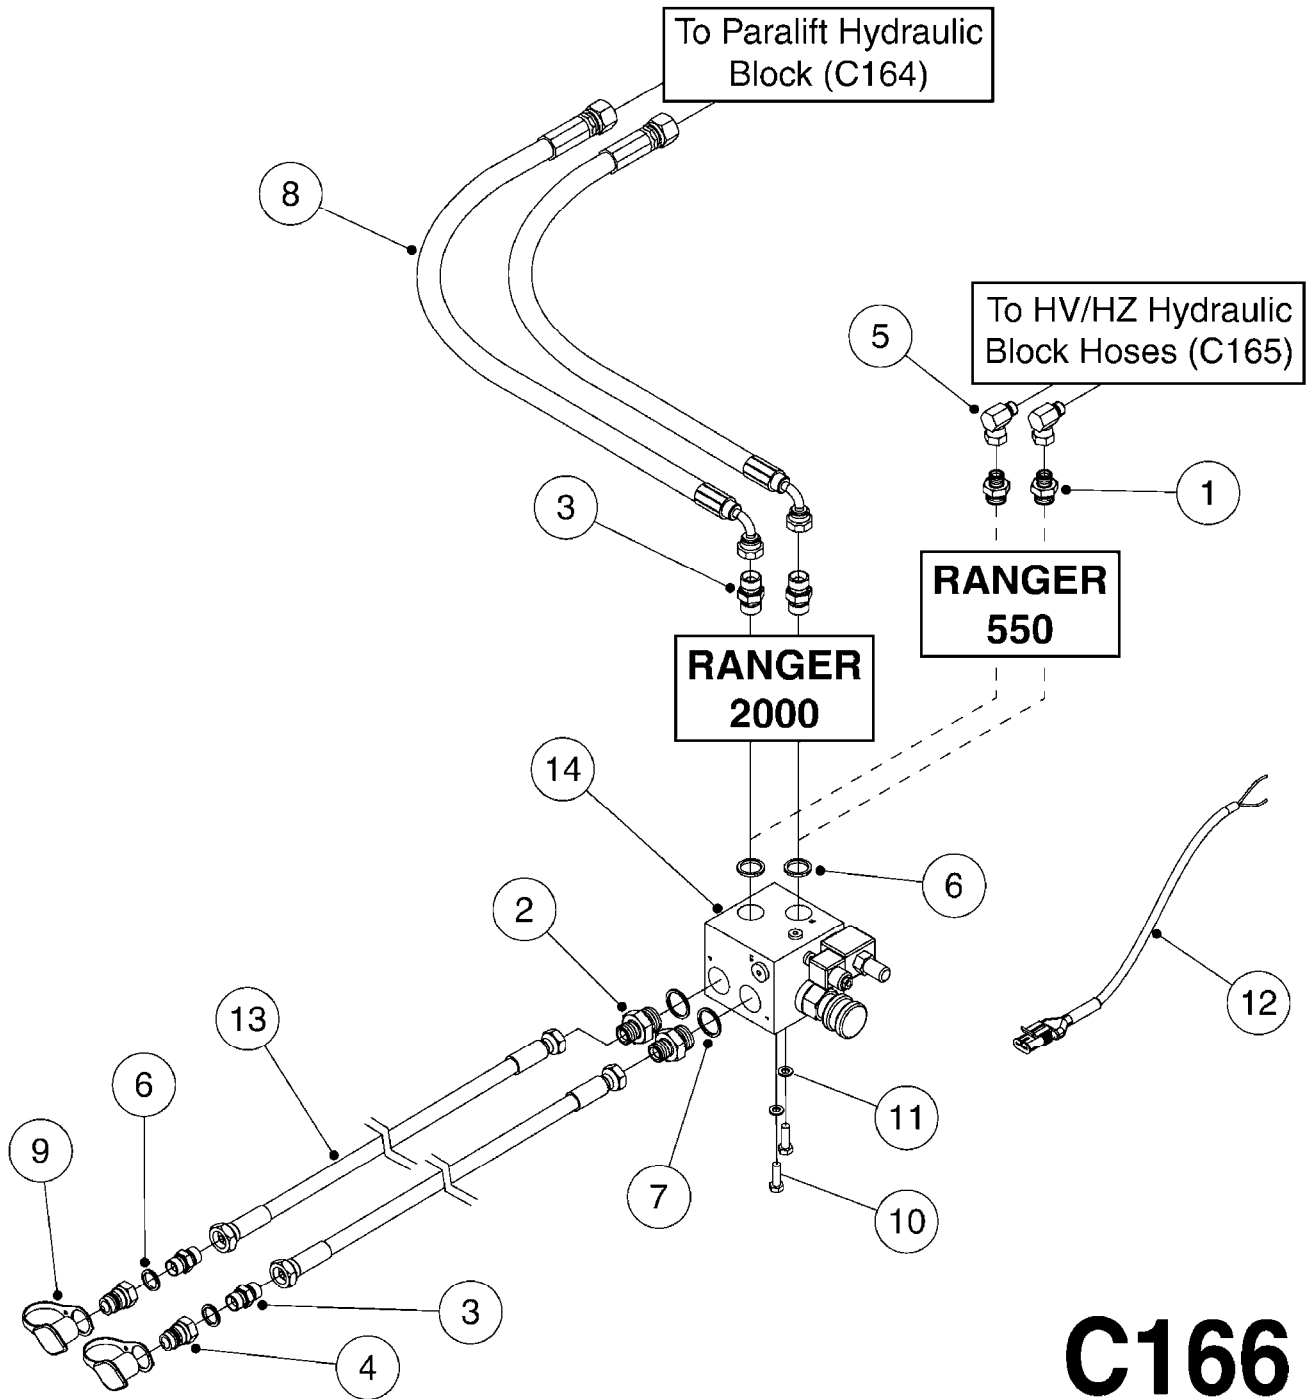 To Paralift Hydraulic
Block (C164)
8
To HV/HZ Hydraulic
Block Hoses (C165)
5
3
1
RANGER
550
RANGER
2000
14
6
2
12
13
6
11
9
7
10
3
4
C166